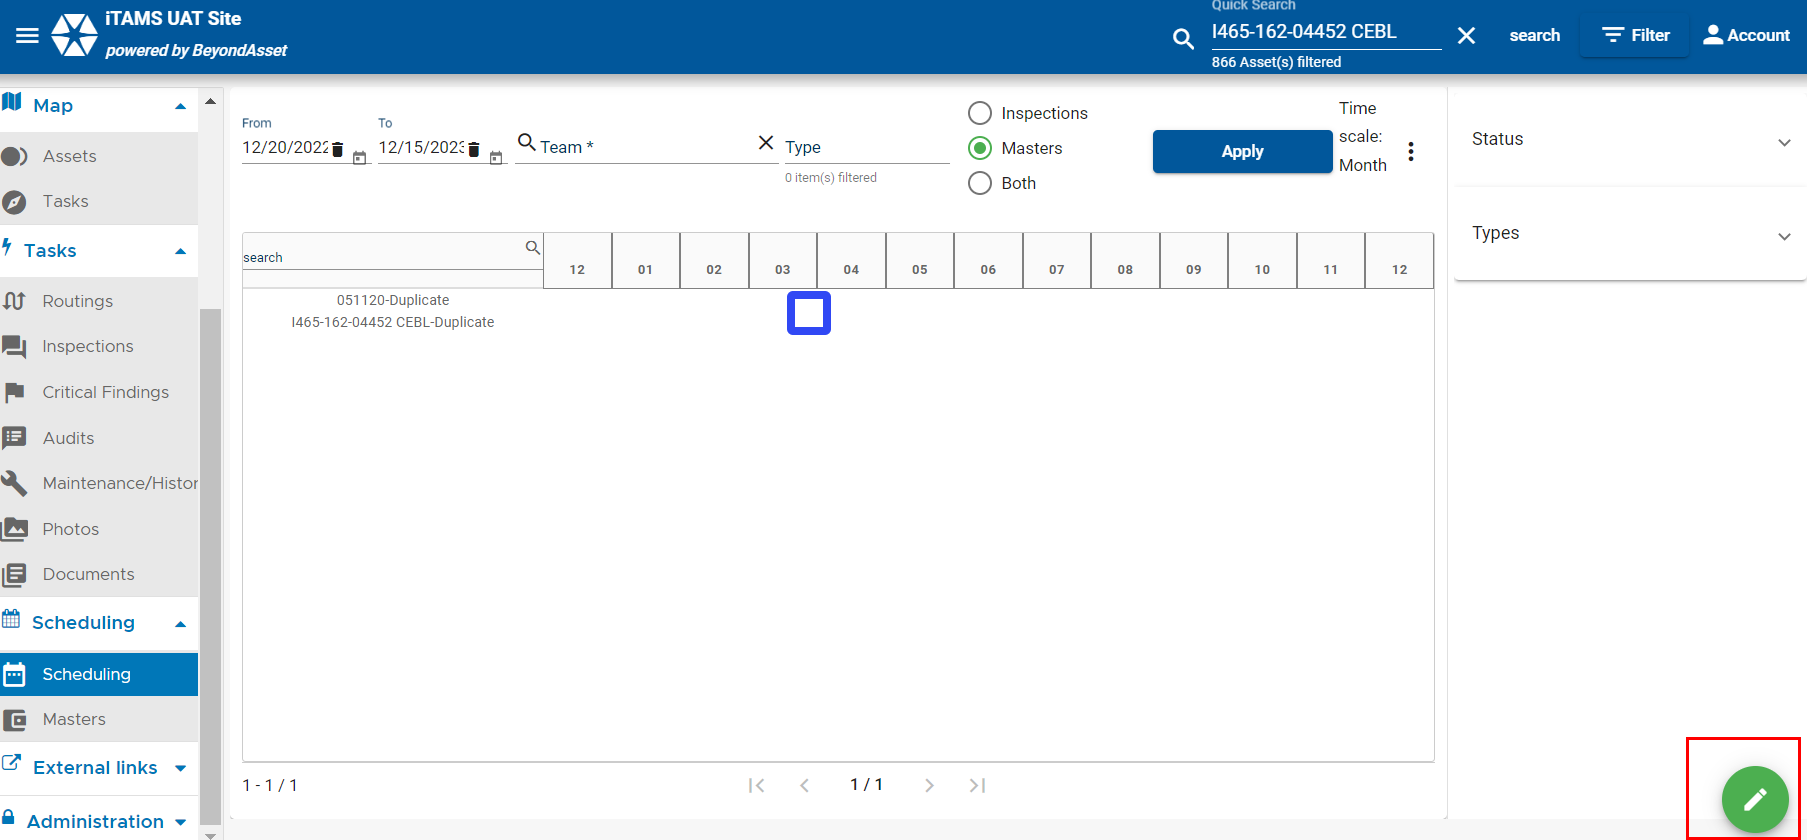 iTAMS UAT Site
powered by BeyondAsset
Quick Search
I465-162-04452 CEBL
866 Asset(s) filtered
search
Filter
Account
Map
Assets
Tasks
Tasks
Routings
Inspections
Critical Findings
Audits
Maintenance/Histor
Photos
Documents
Scheduling
Scheduling
Masters
External links
Administration
From
12/20/2022
To
12/15/2023
Team *
Type
0 item(s) filtered
Inspections
Masters
Both
Apply
Time
scale:
Month
search
12 01 02 03 04 05 06 07 08 09 10 11 12
051120-Duplicate
I465-162-04452 CEBL-Duplicate
1 - 1 / 1
1 / 1
Status
Types